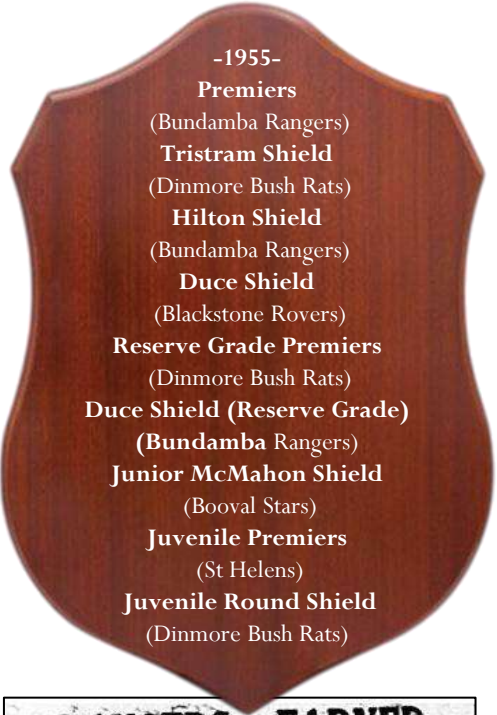 -1955-
Premiers
(Bundamba Rangers)
Tristram Shield
(Dinmore Bush Rats)
Hilton Shield
(Bundamba Rangers)
Duce Shield
(Blackstone Rovers)
Reserve Grade Premiers
(Dinmore Bush Rats)
Duce Shield (Reserve Grade)
(Bundamba Rangers)
Junior McMahon Shield
(Booval Stars)
Juvenile Premiers
(St Helens)
Juvenile Round Shield
(Dinmore Bush Rats)